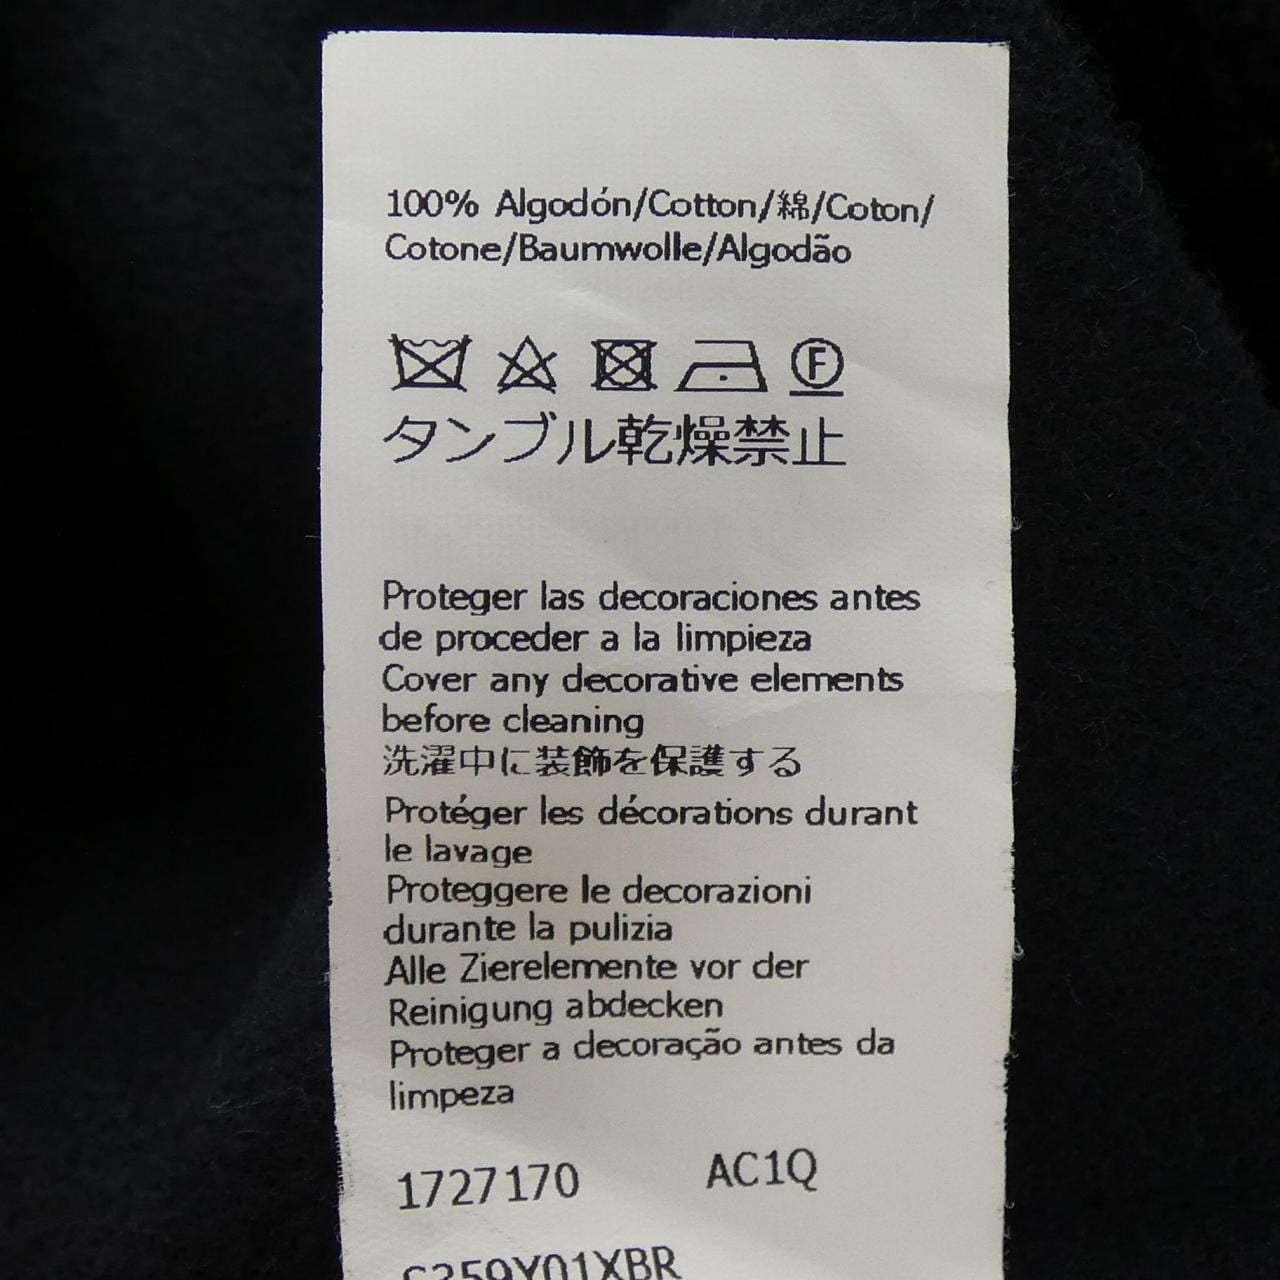 100% Algodón/Cotton/綿/Coton/
Cotone/Baumwolle/Algodão
F
タンブル乾燥禁止
Proteger las decoraciones antes
de proceder a la limpieza
Cover any decorative elements
before cleaning
洗濯中に装飾を保護する
Protéger les décorations durant
le lavage
Proteggere le decorazioni
durante la pulizia
Alle Zierelemente vor der
Reinigung abdecken
Proteger a decoração antes da
limpeza
1727170 AC1Q
S359Y01XBR